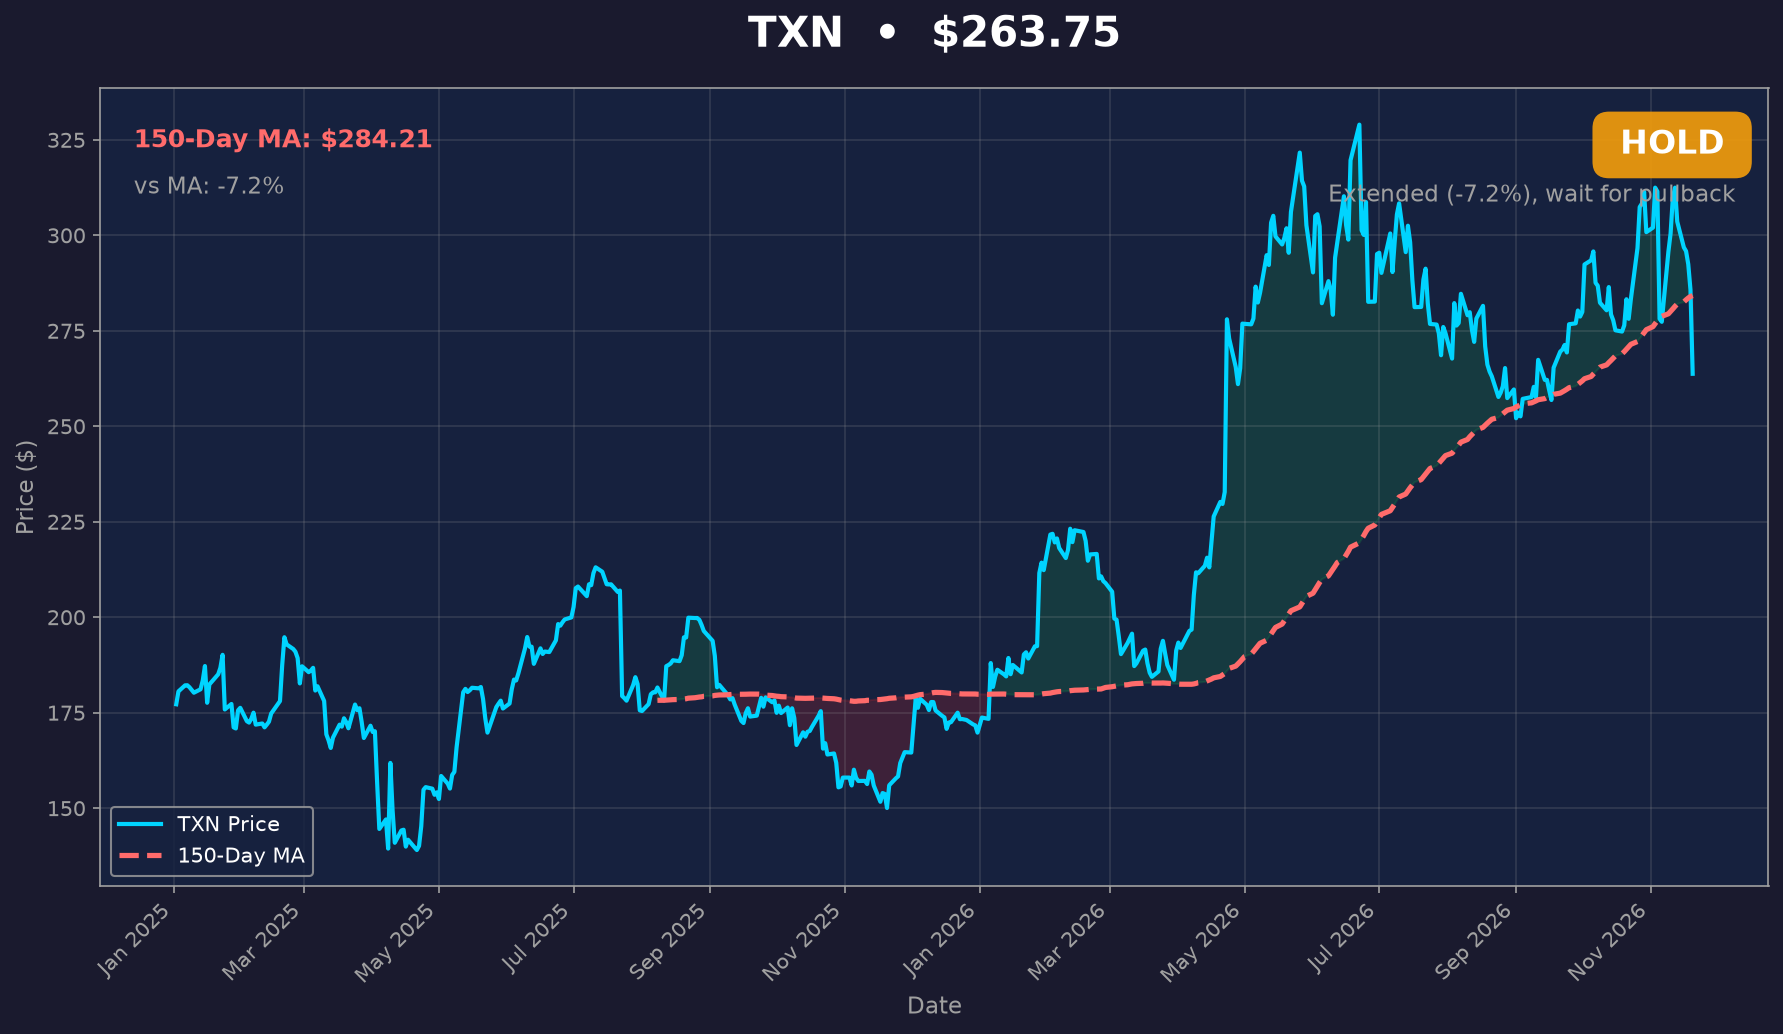 TXN • $263.75
150-Day MA: $284.21
vs MA: -7.2%
HOLD
Extended (-7.2%), wait for pullback
Price ($)
325
300
275
250
225
200
175
150
TXN Price
150-Day MA
Jan 2025
Mar 2025
May 2025
Jul 2025
Sep 2025
Nov 2025
Jan 2026
Mar 2026
May 2026
Jul 2026
Sep 2026
Nov 2026
Date